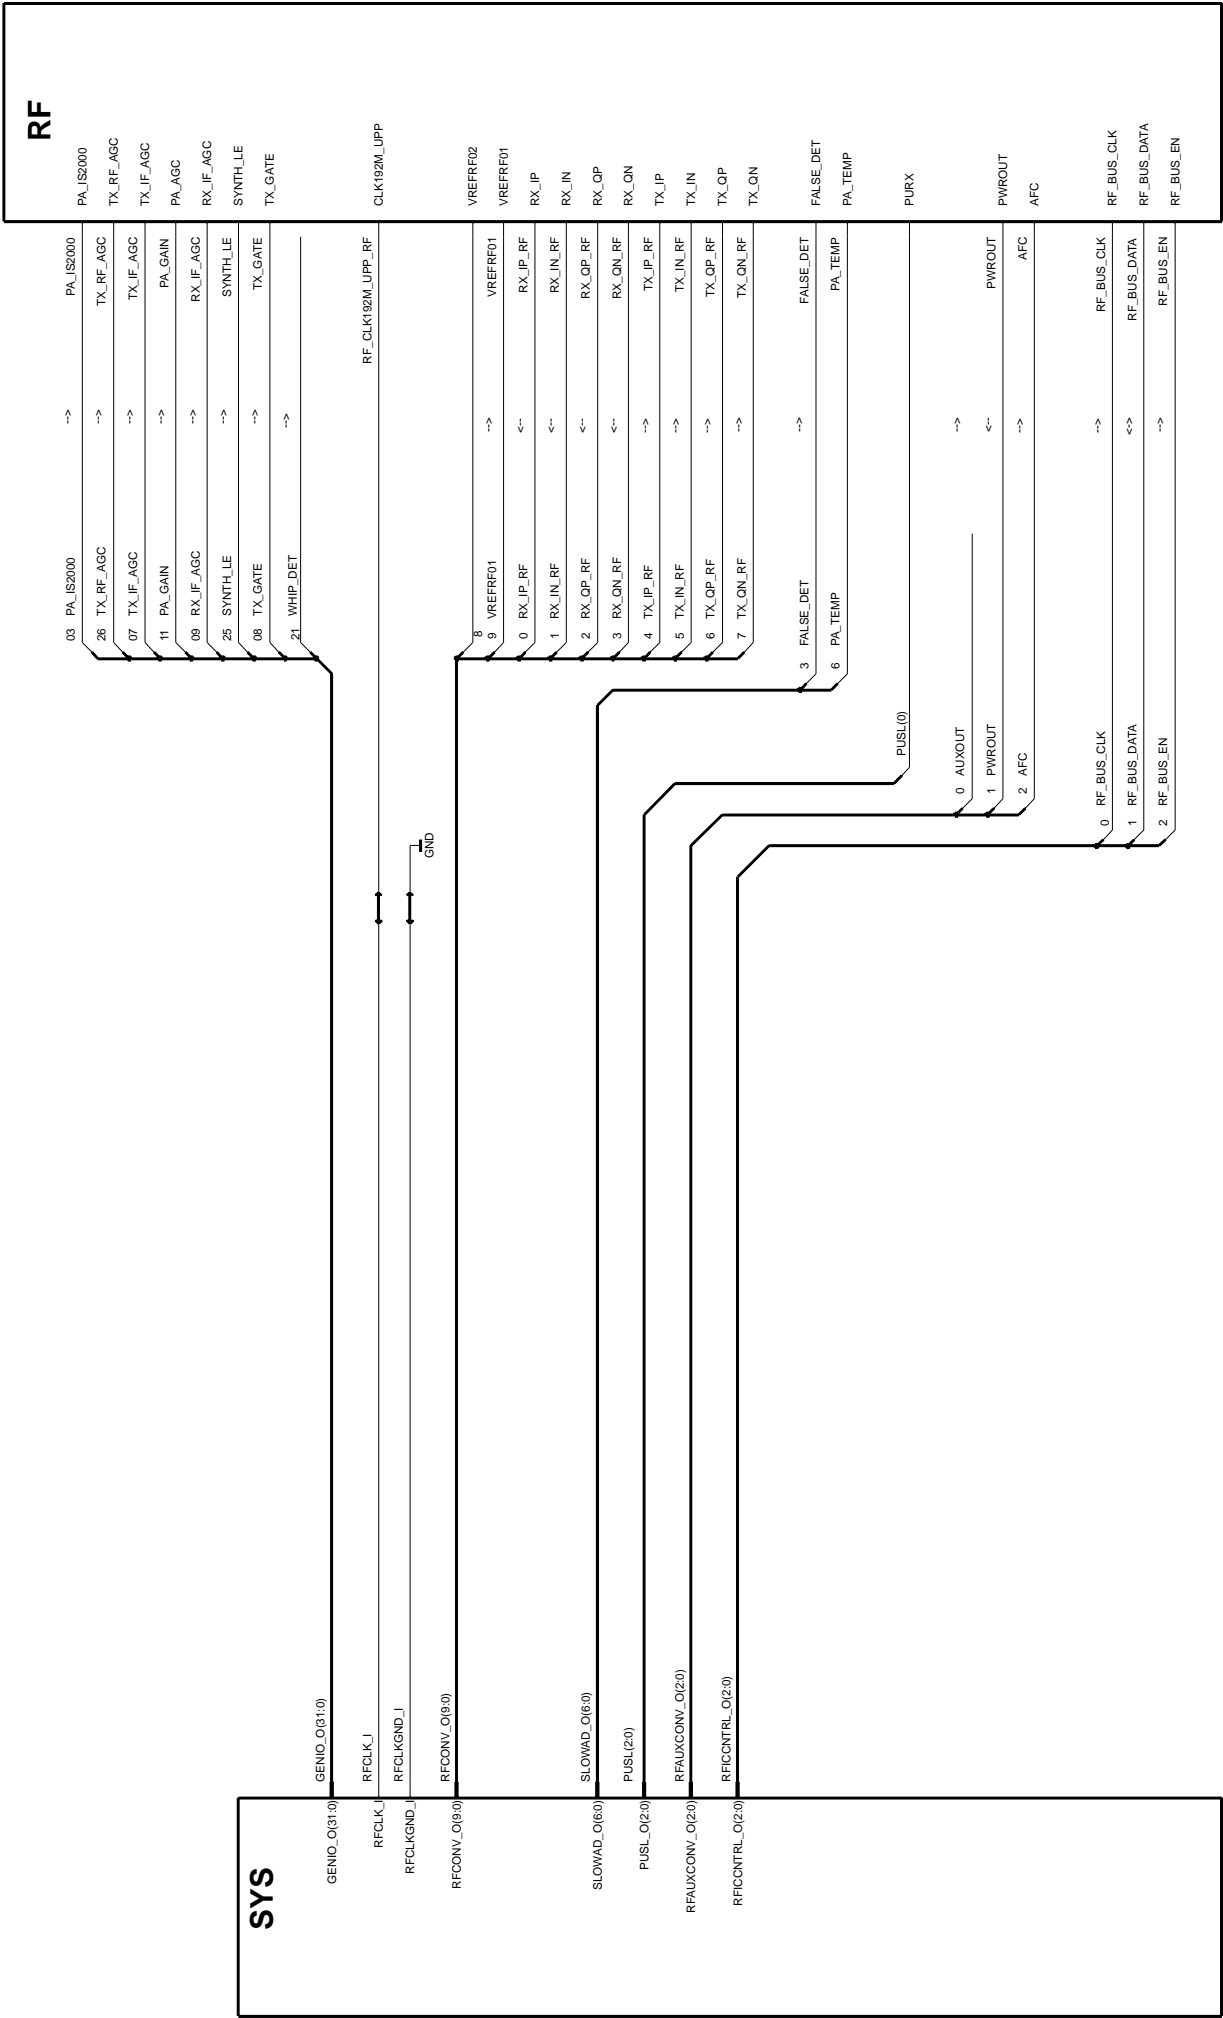 RF
PA_IS2000
TX_RF_AGC
TX_IF_AGC
PA_AGC
RX_IF_AGC
SYNTH_LE
TX_GATE
CLK192M_UPP
VREFRF02
VREFRF01
RX_IP
RX_IN
RX_QP
RX_QN
TX_IP
TX_IN
TX_QP
TX_QN
FALSE_DET
PA_TEMP
PURX
PWROUT
AFC
RF_BUS_CLK
RF_BUS_DATA
RF_BUS_EN
03 PA_IS2000 --> PA_IS2000
26 TX_RF_AGC --> TX_RF_AGC
07 TX_IF_AGC --> TX_IF_AGC
11 PA_GAIN --> PA_GAIN
09 RX_IF_AGC --> RX_IF_AGC
25 SYNTH_LE --> SYNTH_LE
08 TX_GATE --> TX_GATE
21 WHIP_DET -->
RF_CLK192M_UPP_RF
GND
8
9 VREFRF01 --> VREFRF01
0 RX_IP_RF <-- RX_IP_RF
1 RX_IN_RF <-- RX_IN_RF
2 RX_QP_RF <-- RX_QP_RF
3 RX_QN_RF <-- RX_QN_RF
4 TX_IP_RF --> TX_IP_RF
5 TX_IN_RF --> TX_IN_RF
6 TX_QP_RF --> TX_QP_RF
7 TX_QN_RF --> TX_QN_RF
3 FALSE_DET --> FALSE_DET
6 PA_TEMP PA_TEMP
PUSL(0)
0 AUXOUT -->
1 PWROUT <-- PWROUT
2 AFC --> AFC
0 RF_BUS_CLK --> RF_BUS_CLK
1 RF_BUS_DATA <-> RF_BUS_DATA
2 RF_BUS_EN --> RF_BUS_EN
GENIO_O(31:0)
RFCLK_I
RFCLKGND_I
RFCONV_O(9:0)
SLOWAD_O(6:0)
PUSL(2:0)
RFAUXCONV_O(2:0)
RFICCNTRL_O(2:0)
SYS
GENIO_O(31:0)
RFCLK_I
RFCLKGND_I
RFCONV_O(9:0)
SLOWAD_O(6:0)
PUSL_O(2:0)
RFAUXCONV_O(2:0)
RFICCNTRL_O(2:0)